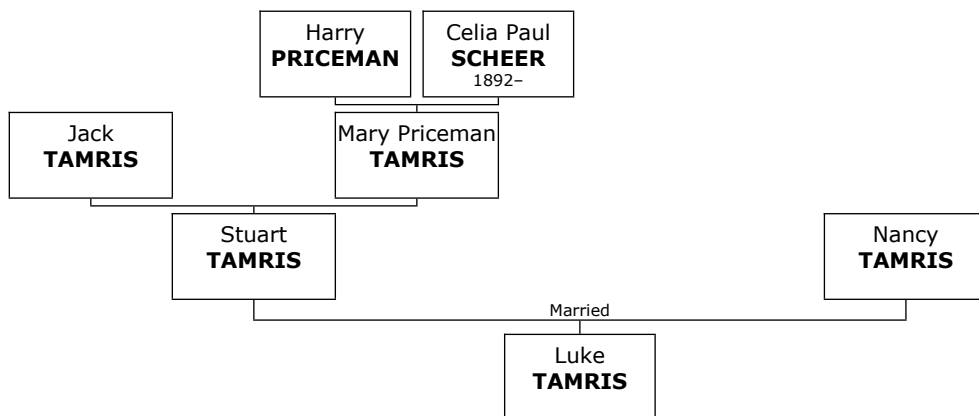 Harry
PRICEMAN
Celia Paul
SCHEER
1892–
Jack
TAMRIS
Mary Priceman
TAMRIS
Stuart
TAMRIS
Nancy
TAMRIS
Married
Luke
TAMRIS